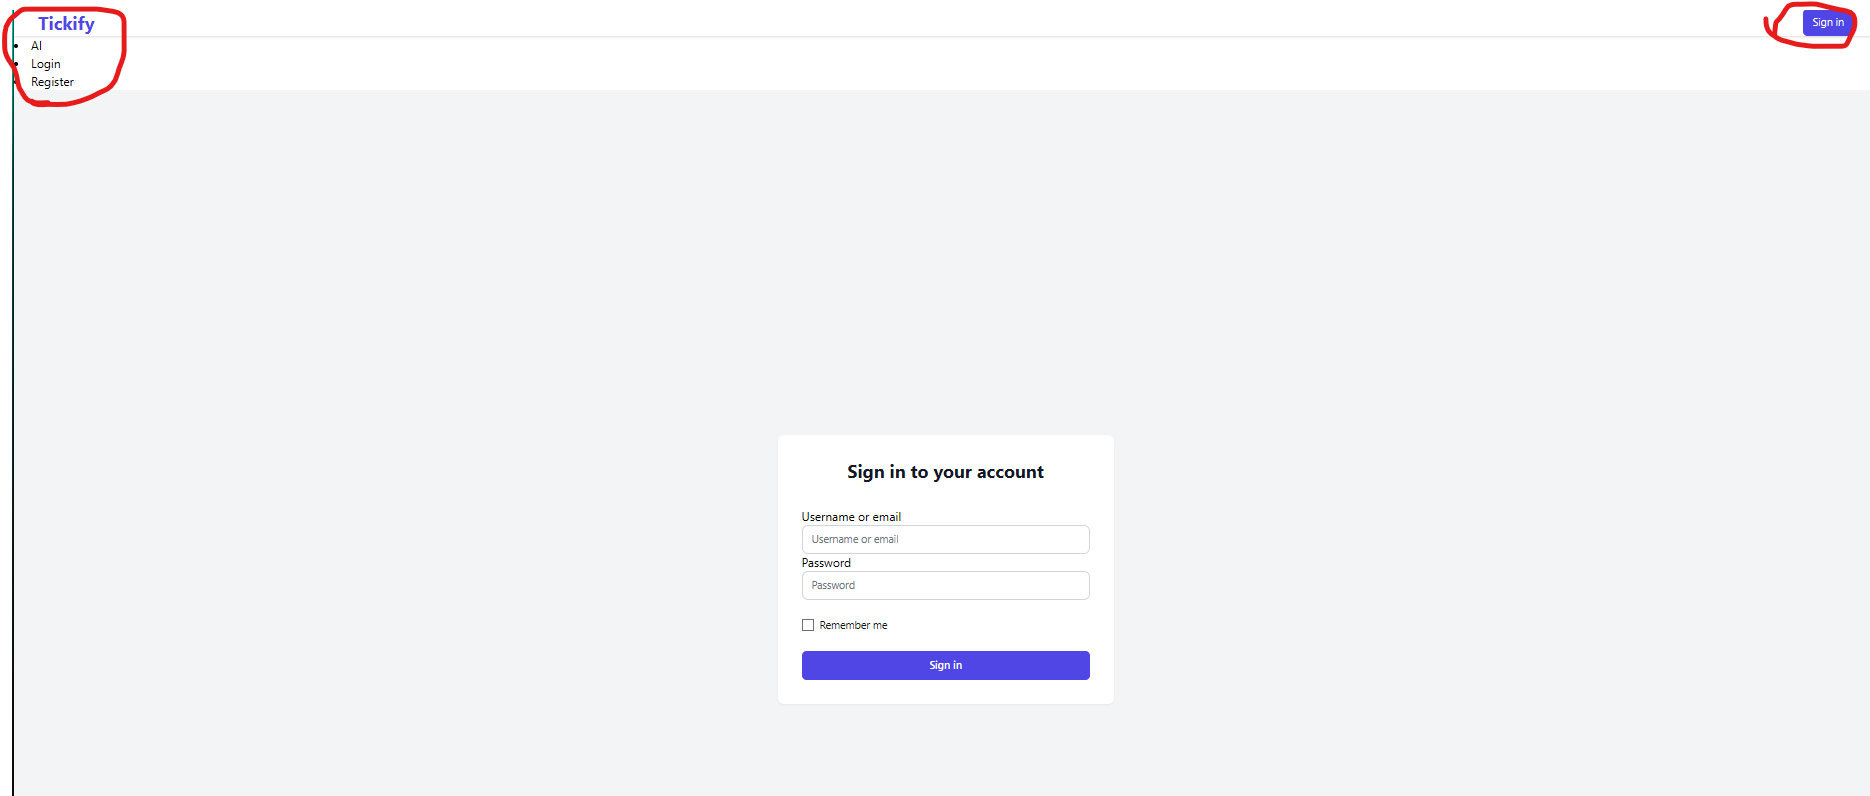 Tickify
Sign in
AI
Login
Register
Sign in to your account
Username or email
Username or email
Password
Password
Remember me
Sign in